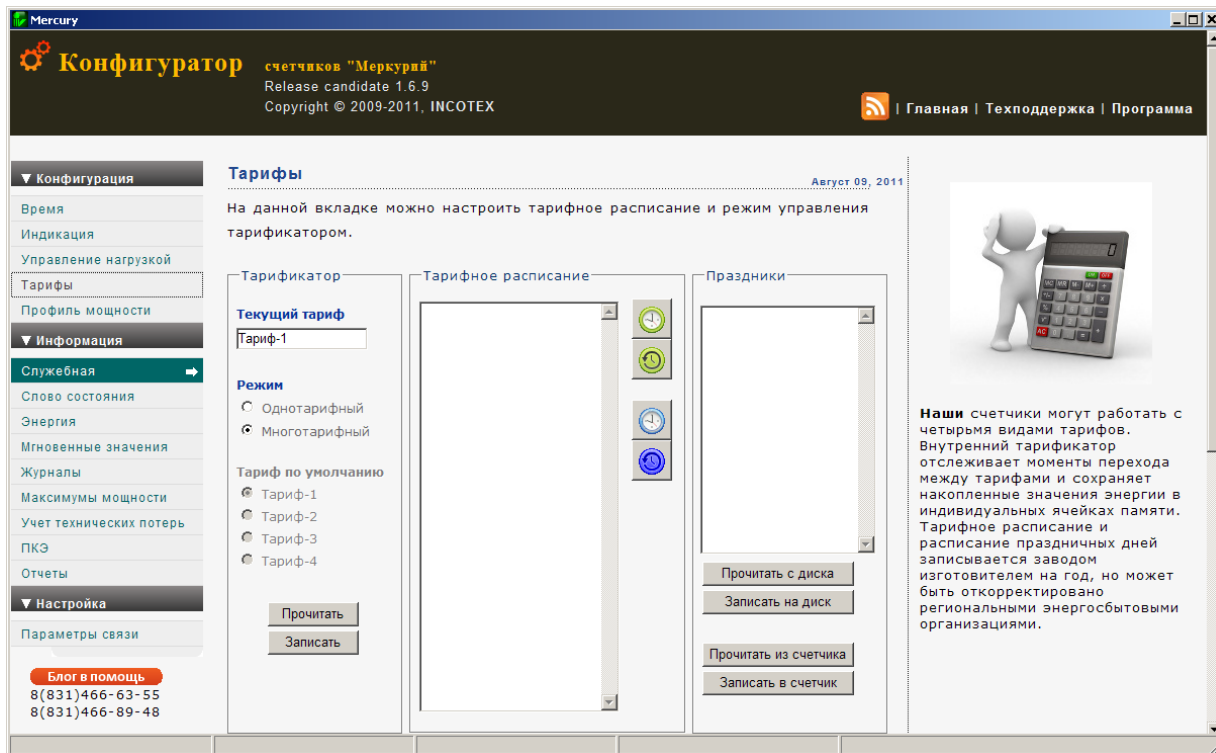 Mercury
Конфигуратор
счетчиков "Меркурий"
Release candidate 1.6.9
Copyright © 2009-2011, INCOTEX
| Главная | Техподдержка | Программа
▼ Конфигурация
Время
Индикация
Управление нагрузкой
Тарифы
Профиль мощности
▼ Информация
Служебная
Слово состояния
Энергия
Мгновенные значения
Журналы
Максимумы мощности
Учет технических потерь
ПКЭ
Отчеты
▼ Настройка
Параметры связи
Блог в помощь
8(831)466-63-55
8(831)466-89-48
Тарифы
Август 09, 2011
На данной вкладке можно настроить тарифное расписание и режим управления
тарификатором.
Тарификатор
Текущий тариф
Тариф-1
Режим
Однотарифный
Многотарифный
Тариф по умолчанию
Тариф-1
Тариф-2
Тариф-3
Тариф-4
Прочитать
Записать
Тарифное расписание
Праздники
Прочитать с диска
Записать на диск
Прочитать из счетчика
Записать в счетчик
Наши счетчики могут работать с
четырьмя видами тарифов.
Внутренний тарификатор
отслеживает моменты перехода
между тарифами и сохраняет
накопленные значения энергии в
индивидуальных ячейках памяти.
Тарифное расписание и
расписание праздничных дней
записывается заводом
изготовителем на год, но может
быть откорректировано
региональными энергосбытовыми
организациями.